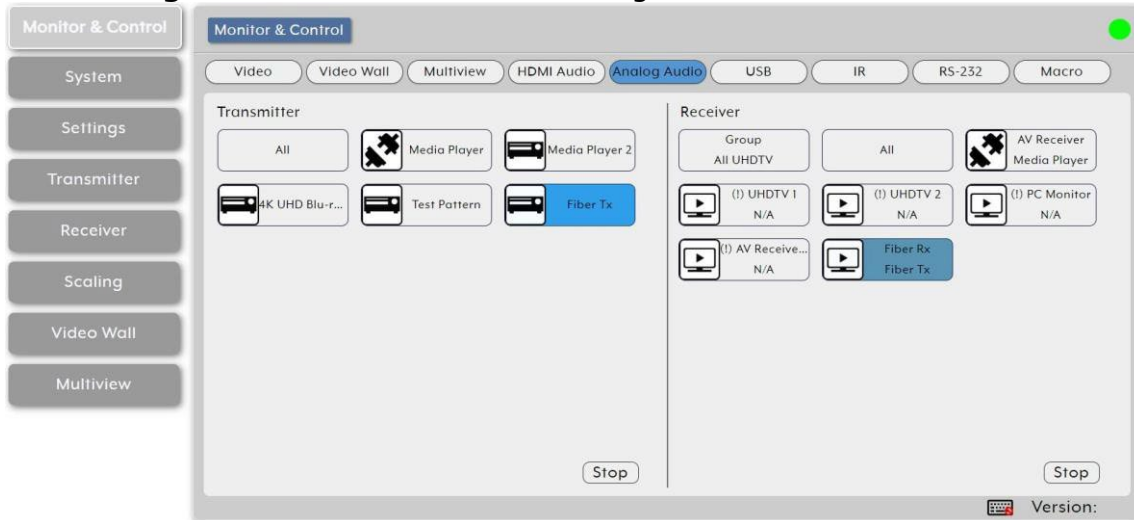 Monitor & Control
System
Settings
Transmitter
Receiver
Scaling
Video Wall
Multiview
Monitor & Control
Video
Video Wall
Multiview
HDMI Audio
Analog Audio
USB
IR
RS-232
Macro
Transmitter
All
Media Player
Media Player 2
4K UHD Blu-r...
Test Pattern
Fiber Tx
Stop
Receiver
Group
All UHDTV
All
AV Receiver
Media Player
(!) UHDTV 1
N/A
(!) UHDTV 2
N/A
(!) PC Monitor
N/A
(!) AV Receive...
N/A
Fiber Rx
Fiber Tx
Stop
Version: